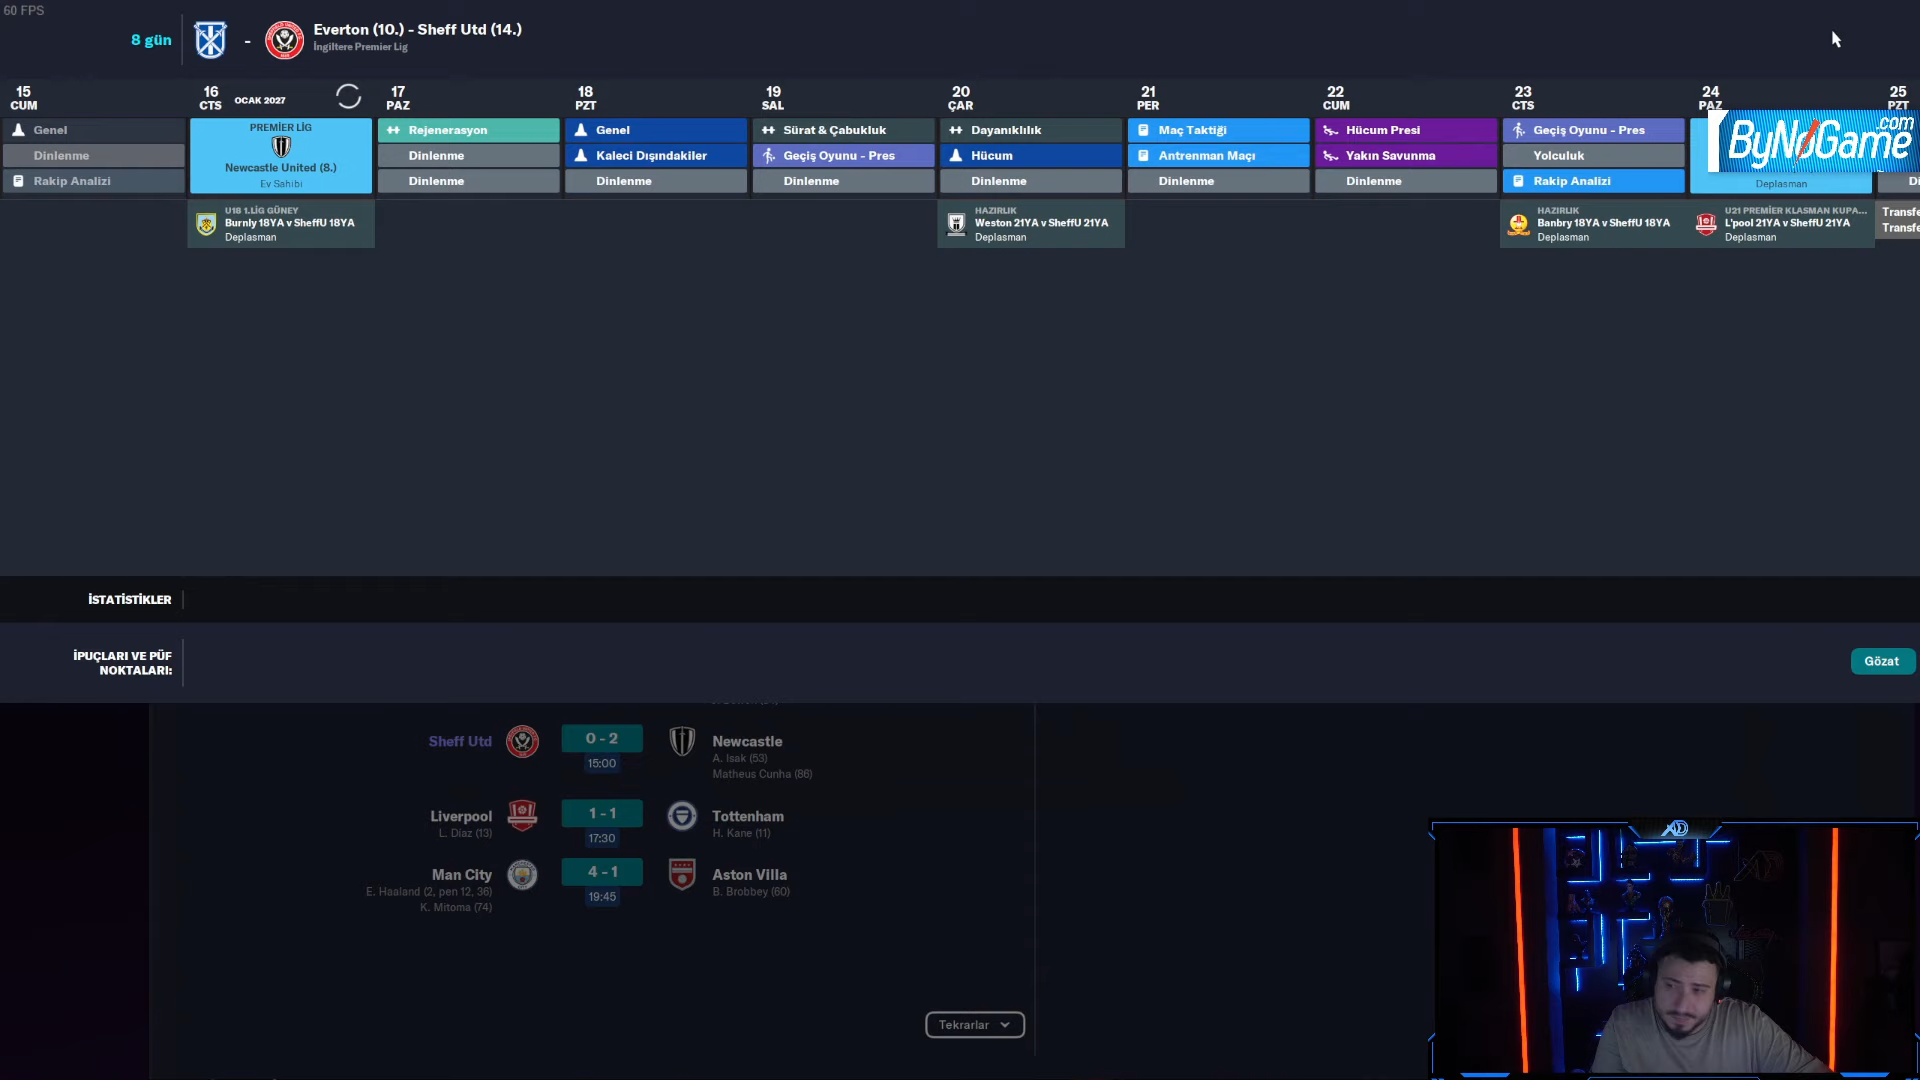 60 FPS
8 gün
-
Everton (10.) - Sheff Utd (14.)
İngiltere Premier Lig
15
CUM
16
CTS
OCAK 2027
17
PAZ
18
PZT
19
SAL
20
ÇAR
21
PER
22
CUM
23
CTS
24
PAZ
25
PZT
Genel
Dinlenme
Rakip Analizi
PREMİER LİG
Newcastle United (8.)
Ev Sahibi
Rejenerasyon
Dinlenme
Dinlenme
Genel
Kaleci Dışındakiler
Dinlenme
Sürat & Çabukluk
Geçiş Oyunu - Pres
Dinlenme
Dayanıklılık
Hücum
Dinlenme
Maç Taktiği
Antrenman Maçı
Dinlenme
Hücum Presi
Yakın Savunma
Dinlenme
Geçiş Oyunu - Pres
Yolculuk
Rakip Analizi
ByNoGame.com
Deplasman
U18 1.LİG GÜNEY
Burnly 18YA v SheffU 18YA
Deplasman
HAZIRLIK
Weston 21YA v SheffU 21YA
Deplasman
HAZIRLIK
Banbry 18YA v SheffU 18YA
Deplasman
U21 PREMİER KLASMAN KUPA...
L'pool 21YA v SheffU 21YA
Deplasman
Transfe
Transfe
İSTATİSTİKLER
İPUÇLARI VE PÜF
NOKTALARI:
Gözat
Sheff Utd
0 - 2
15:00
Newcastle
A. Isak (53)
Matheus Cunha (86)
Liverpool
L. Díaz (13)
1 - 1
17:30
Tottenham
H. Kane (11)
Man City
E. Haaland (2, pen 12, 36)
K. Mitoma (74)
4 - 1
19:45
Aston Villa
B. Brobbey (60)
Tekrarlar